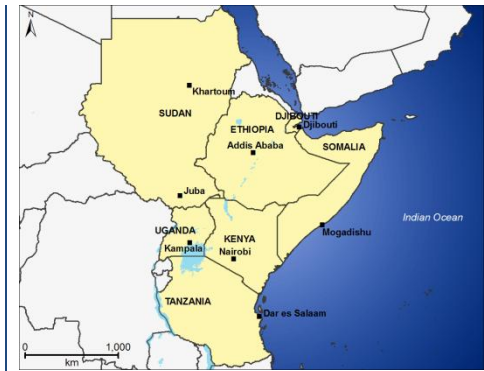 N
Khartoum
SUDAN
DJIBOUTI
Djibouti
ETHIOPIA
Addis Ababa
SOMALIA
Juba
Indian Ocean
Mogadishu
UGANDA
Kampala
KENYA
Nairobi
TANZANIA
Dar es Salaam
0 1,000
km